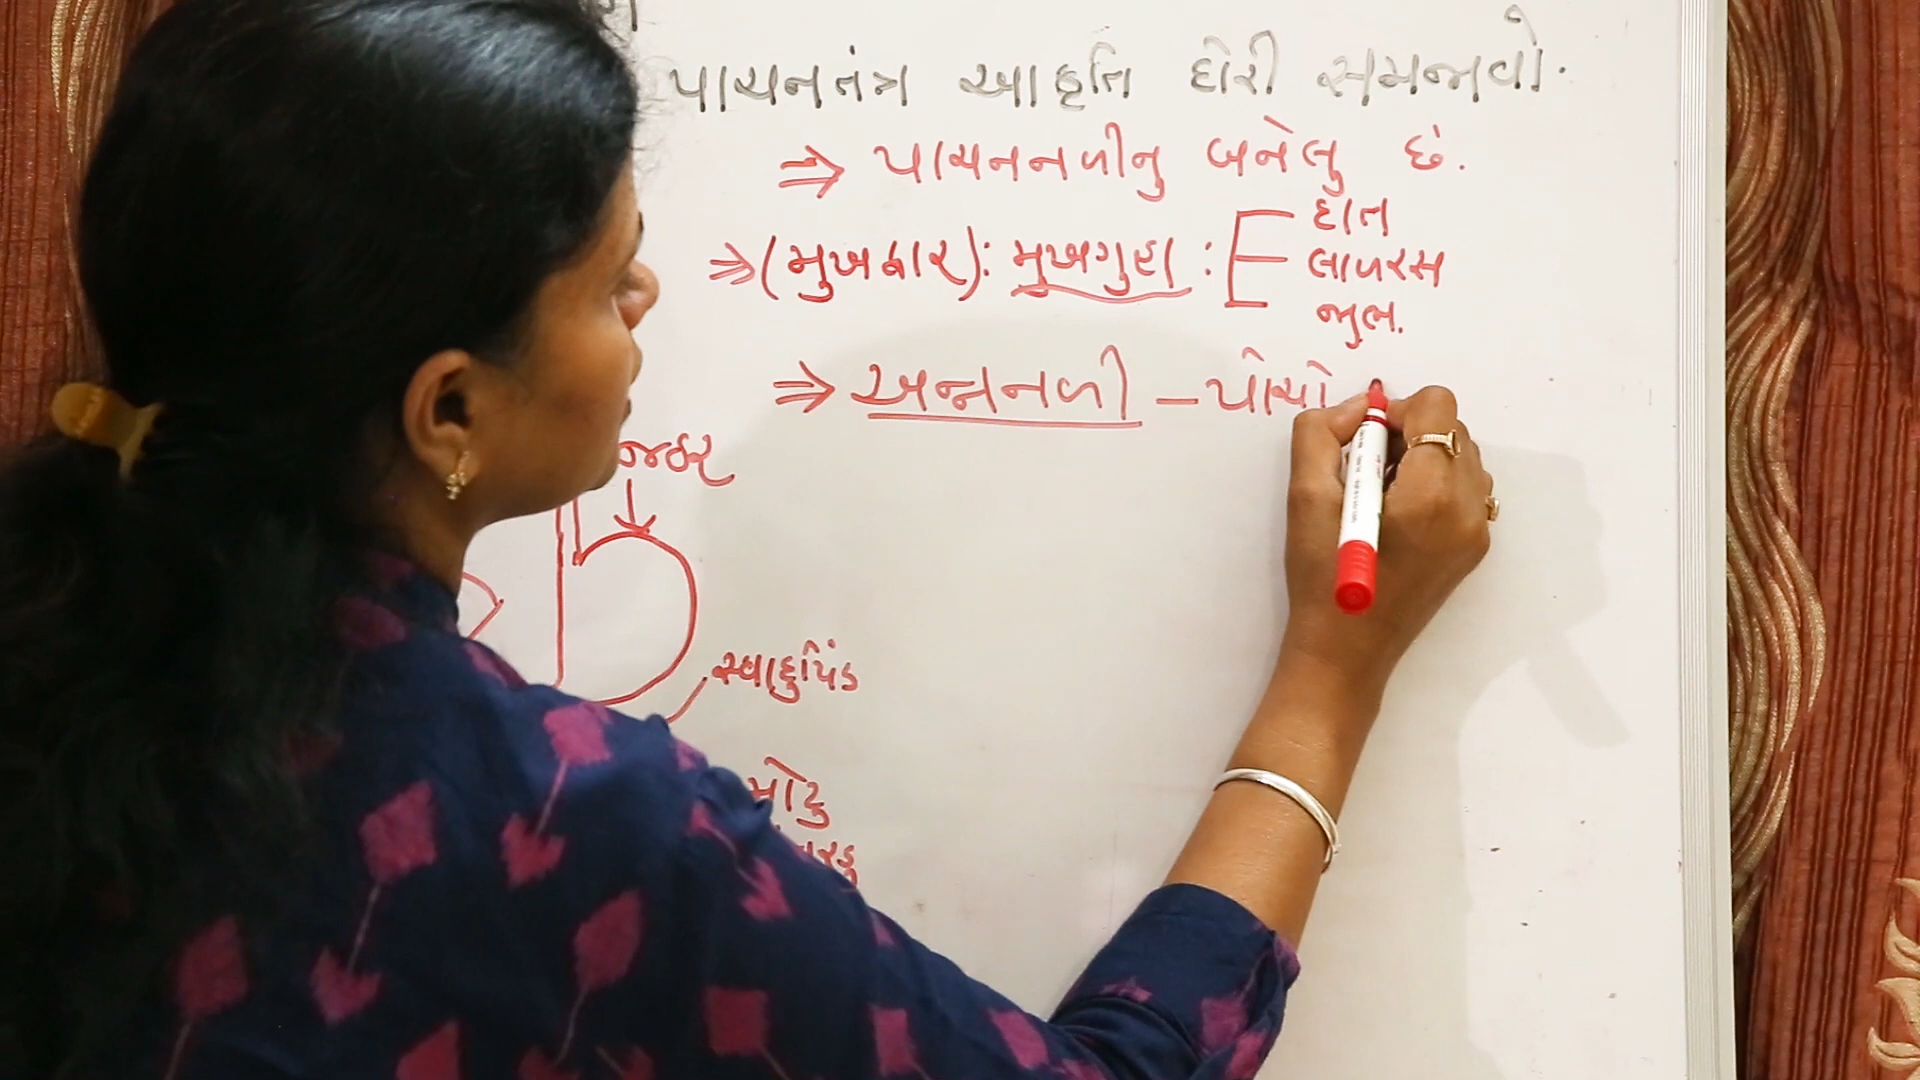 પાચનતંત્ર આકૃતિ દોરી સમજાવો.
⇒ પાચનનળીનુ બનેલુ છે.
⇒ (મુખદ્વાર): મુખગુહા :
દાત
લાળરસ
જીભ.
⇒ અન્નનળી – પોચી
જઠર
સ્વાદુપિંડ
મોટુ